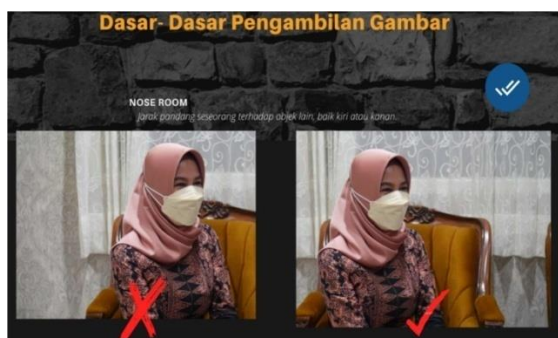 Dasar- Dasar Pengambilan Gambar
NOSE ROOM
Jarak pandang seseorang terhadap objek lain, baik kiri atau kanan.